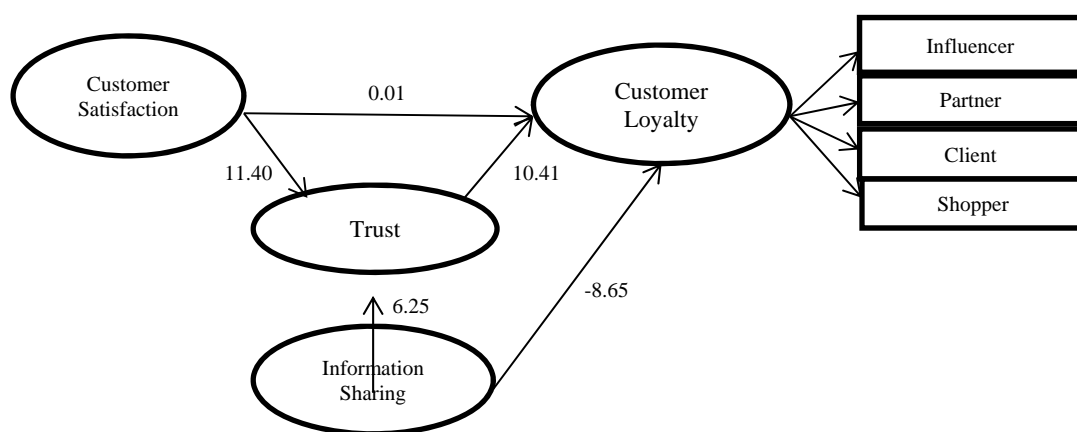 Customer
Satisfaction
0.01
Customer
Loyalty
Influencer
Partner
Client
Shopper
11.40
10.41
Trust
6.25
-8.65
Information
Sharing